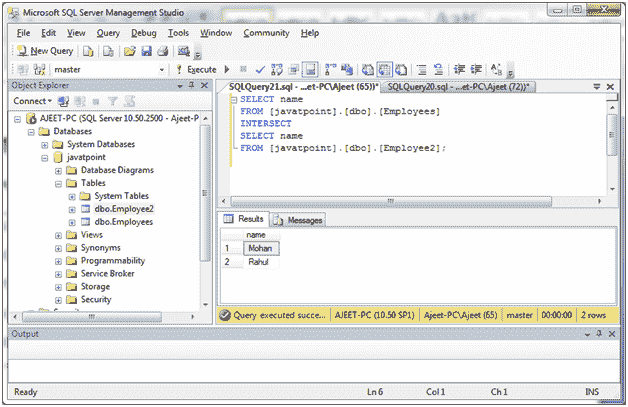 Microsoft SQL Server Management Studio
File Edit View Query Debug Tools Window Community Help
New Query
master Execute
Object Explorer
Connect
AJEET-PC (SQL Server 10.50.2500 - Ajeet-P
Databases
System Databases
javatpoint
Database Diagrams
Tables
System Tables
dbo.Employee2
dbo.Employees
Views
Synonyms
Programmability
Service Broker
Storage
Security
SQLQuery21.sql - ...et-PC\Ajeet (65))* SQLQuery20.sql - ...et-PC\Ajeet (72))*
SELECT name
FROM [javatpoint].[dbo].[Employees]
INTERSECT
SELECT name
FROM [javatpoint].[dbo].[Employee2];
Results Messages
name
1 Mohan
2 Rahul
Query executed succe... AJEET-PC (10.50 SP1) Ajeet-PC\Ajeet (65) master 00:00:00 2 rows
Output
Ready Ln 6 Col 1 Ch 1 INS